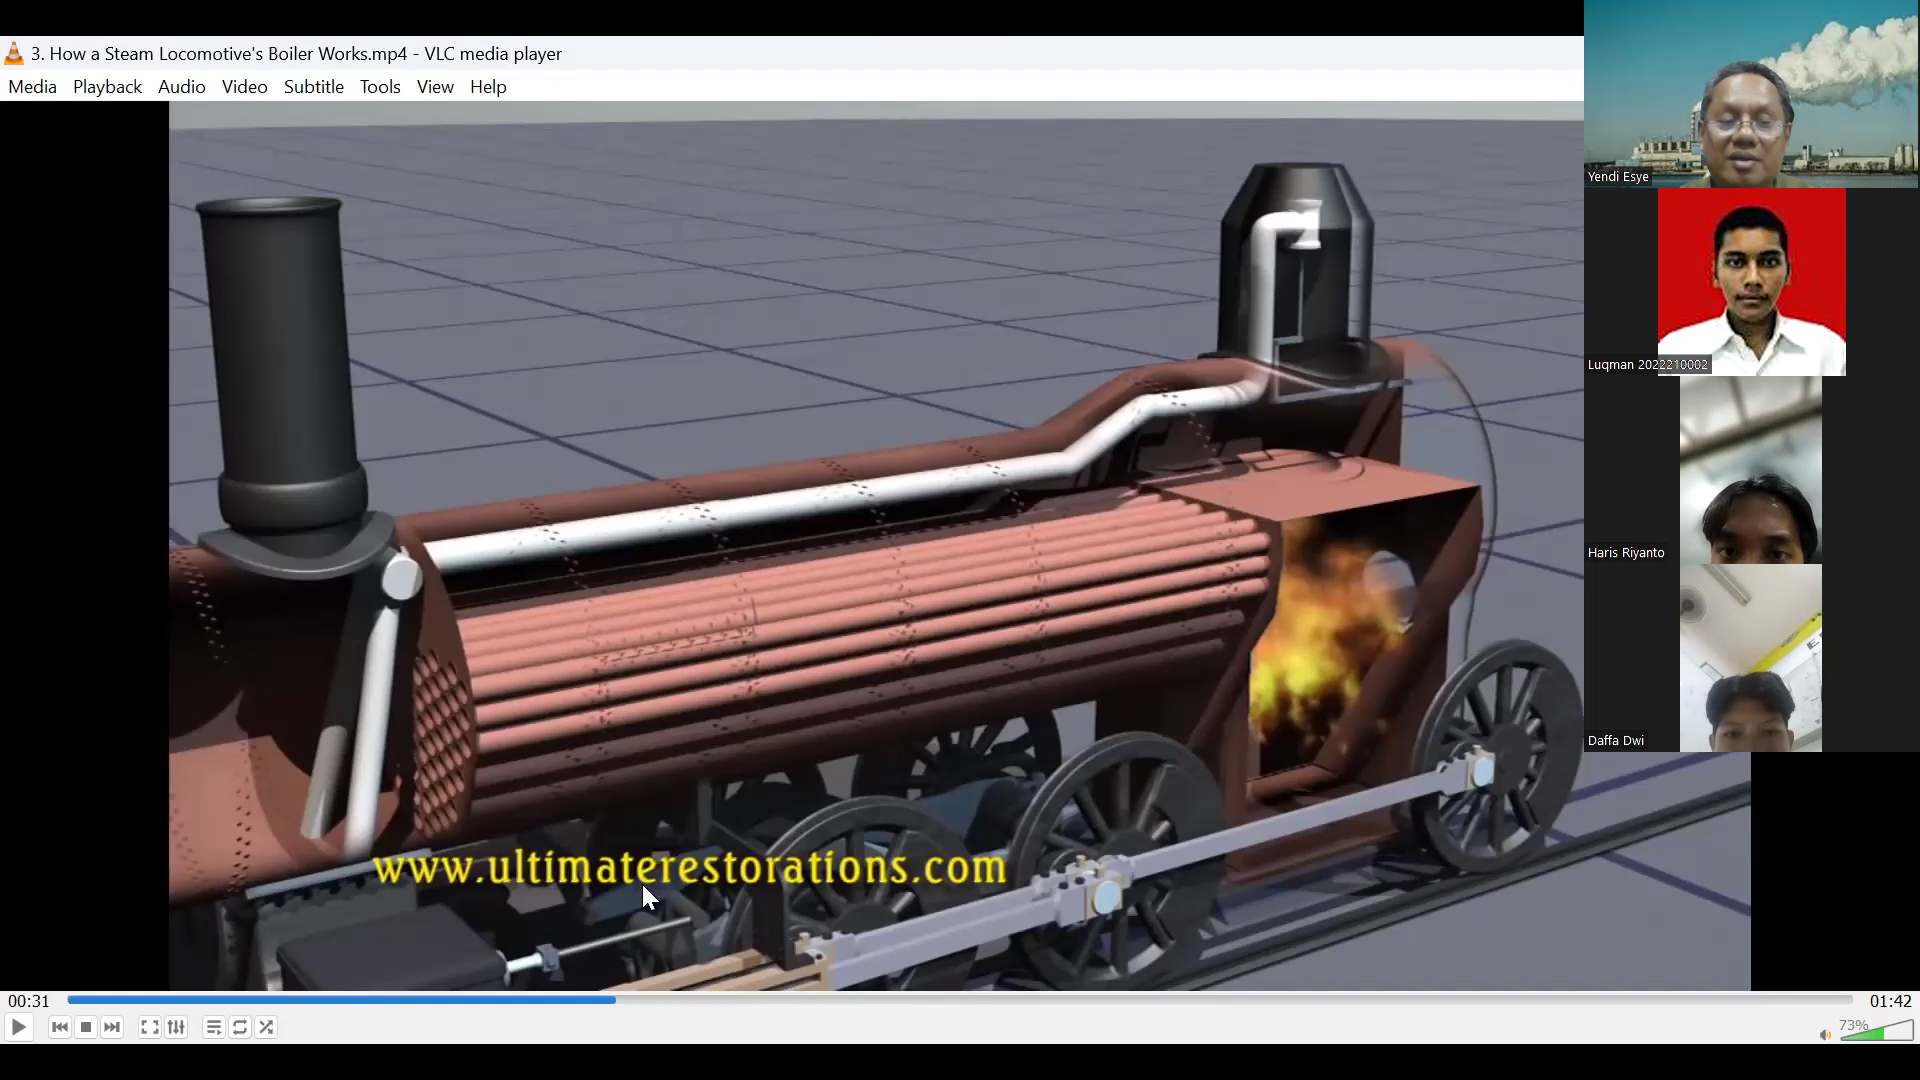 3. How a Steam Locomotive's Boiler Works.mp4 - VLC media player
Media Playback Audio Video Subtitle Tools View Help
Yendi Esye
Luqman 2022210002
Haris Riyanto
Daffa Dwi
www.ultimaterestorations.com
00:31
01:42
73%